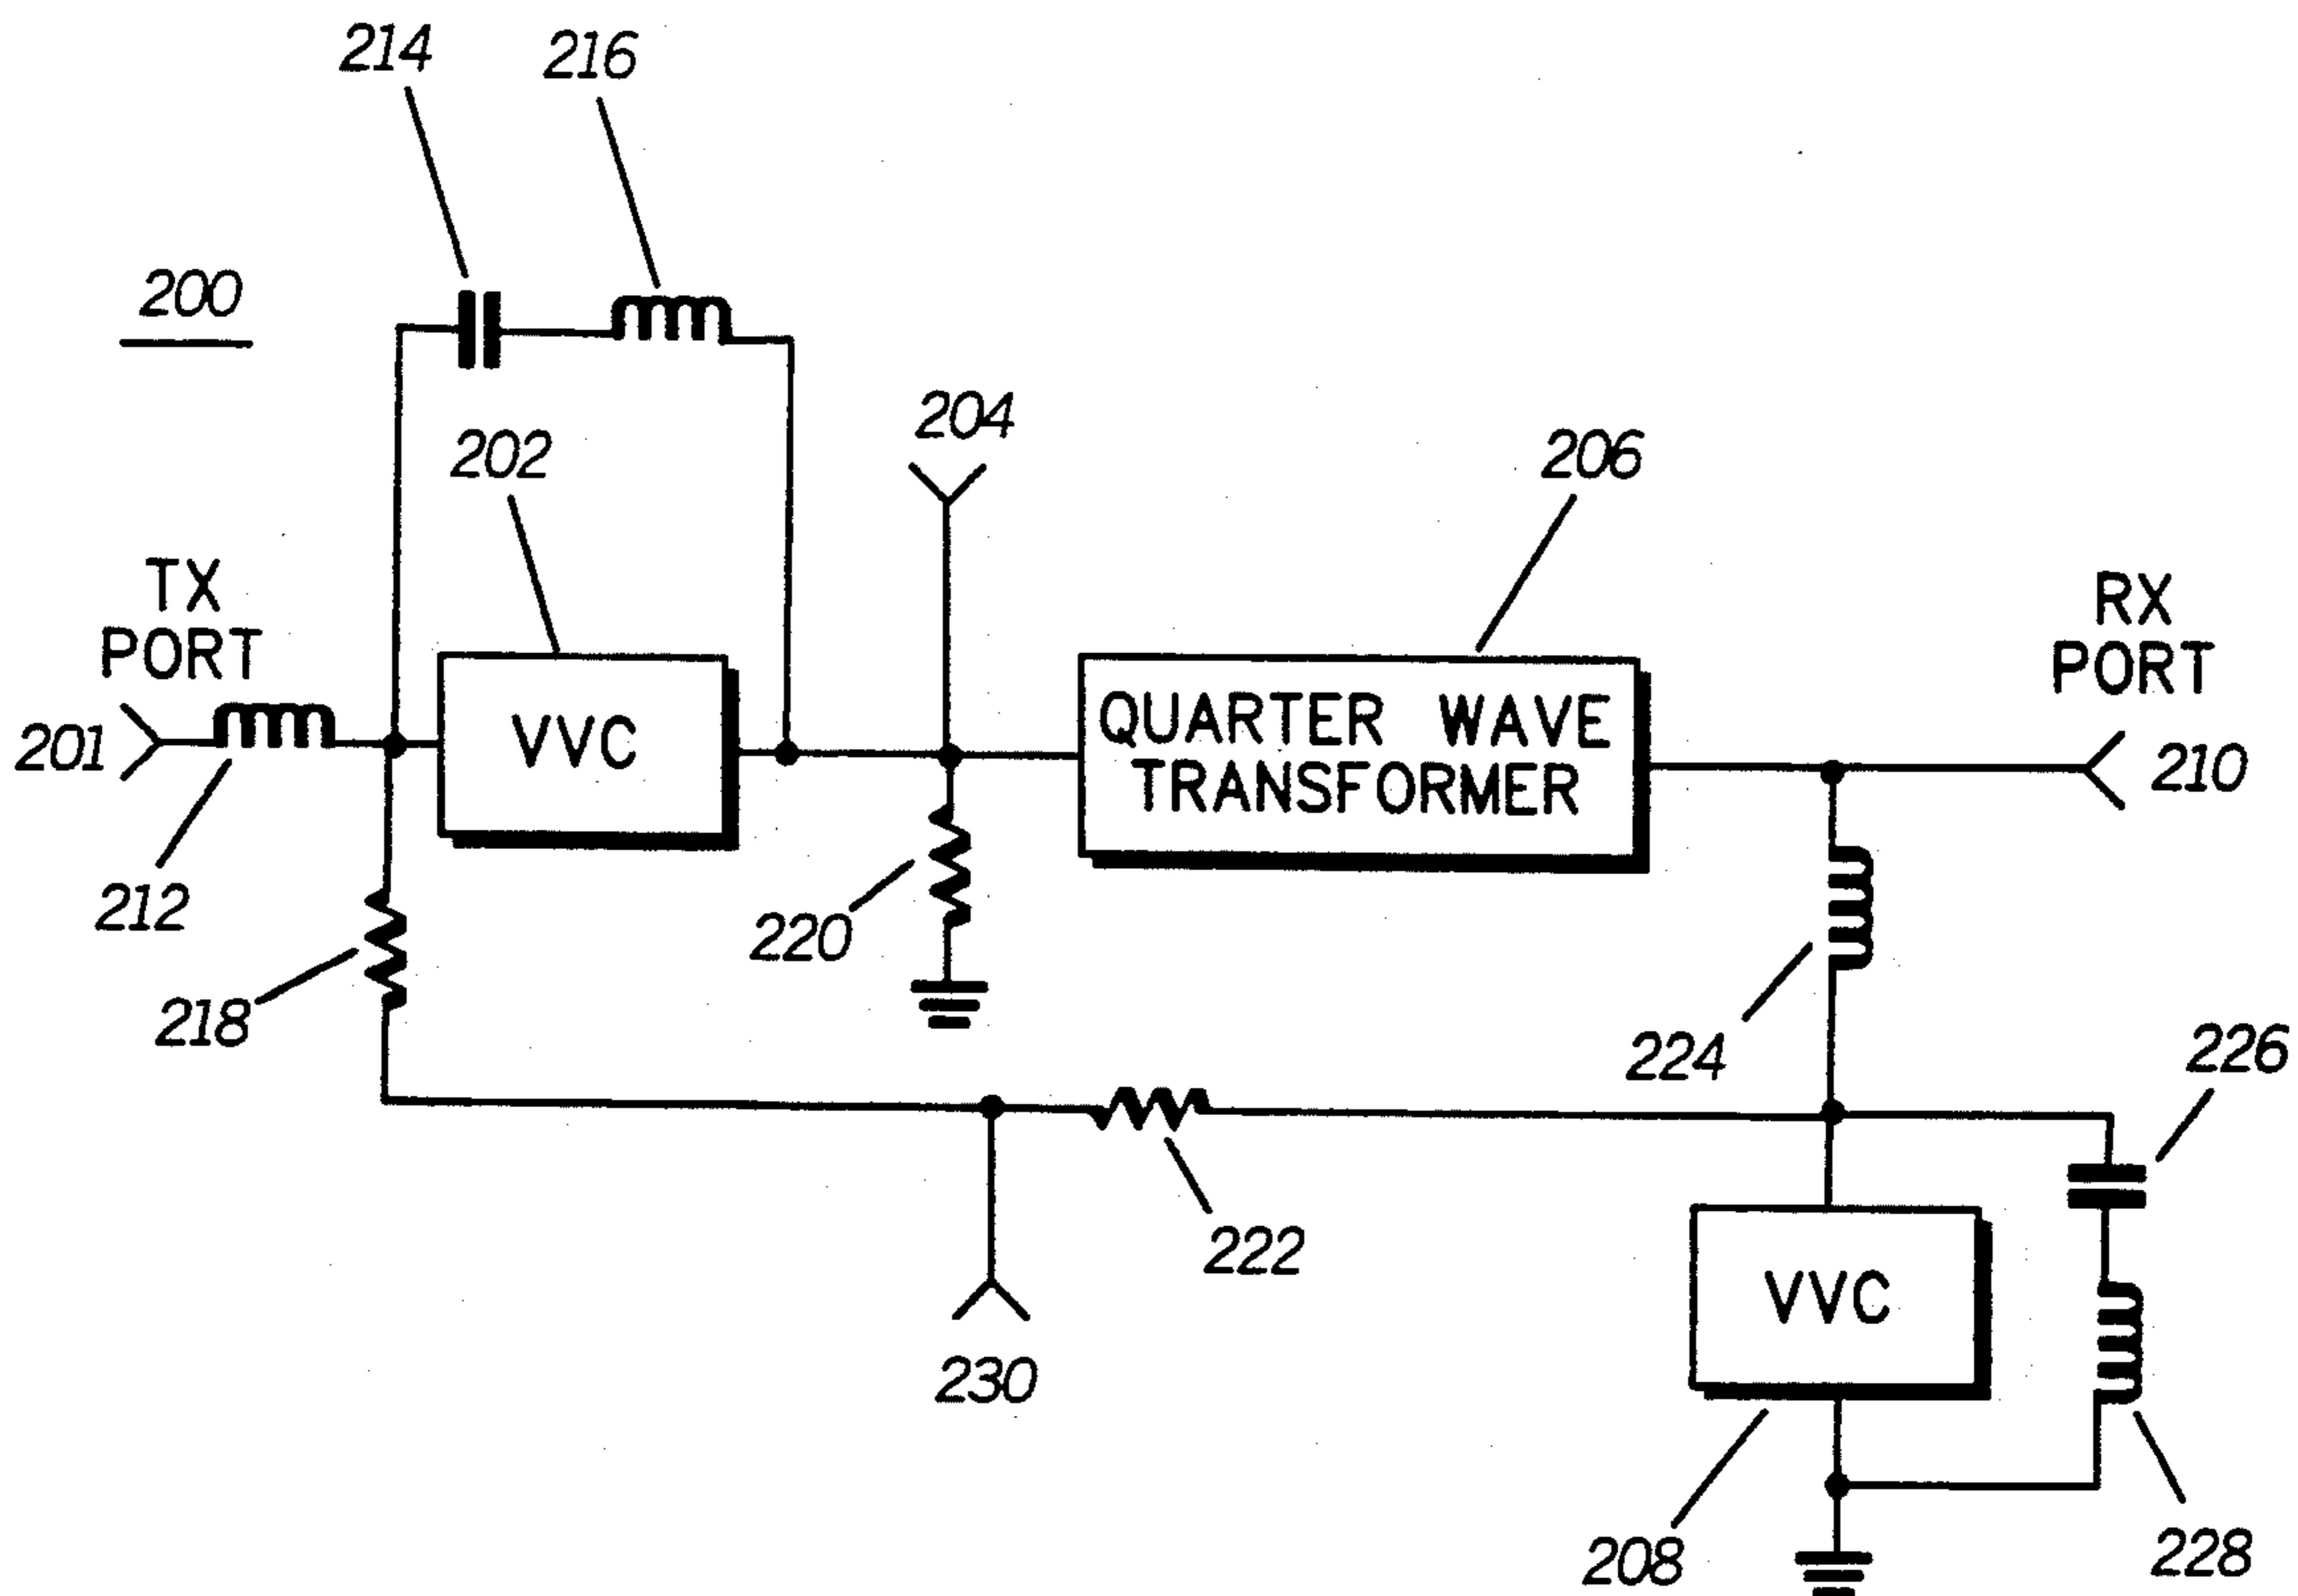 214
216
200
204
202
206
TX
PORT
RX
PORT
201
VVC
QUARTER WAVE
TRANSFORMER
210
212
220
218
224
226
222
VVC
230
208
228